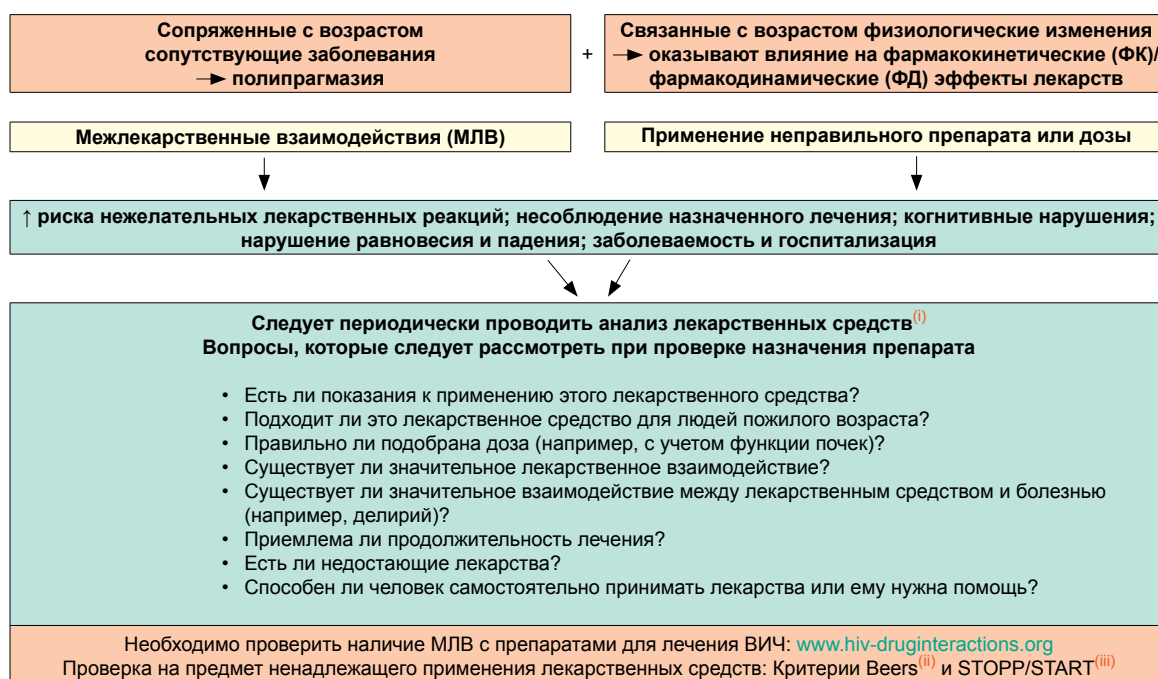 Сопряженные с возрастом
сопутствующие заболевания
→ полипрагмазия
+
Связанные с возрастом физиологические изменения
→ оказывают влияние на фармакокинетические (ФК)/
фармакодинамические (ФД) эффекты лекарств
Межлекарственные взаимодействия (МЛВ)
Применение неправильного препарата или дозы
↑ риска нежелательных лекарственных реакций; несоблюдение назначенного лечения; когнитивные нарушения;
нарушение равновесия и падения; заболеваемость и госпитализация
Следует периодически проводить анализ лекарственных средств(i)
Вопросы, которые следует рассмотреть при проверке назначения препарата
• Есть ли показания к применению этого лекарственного средства?
• Подходит ли это лекарственное средство для людей пожилого возраста?
• Правильно ли подобрана доза (например, с учетом функции почек)?
• Существует ли значительное лекарственное взаимодействие?
• Существует ли значительное взаимодействие между лекарственным средством и болезнью
(например, делирий)?
• Приемлема ли продолжительность лечения?
• Есть ли недостающие лекарства?
• Способен ли человек самостоятельно принимать лекарства или ему нужна помощь?
Необходимо проверить наличие МЛВ с препаратами для лечения ВИЧ: www.hiv-druginteractions.org
Проверка на предмет ненадлежащего применения лекарственных средств: Критерии Beers(ii) и STOPP/START(iii)